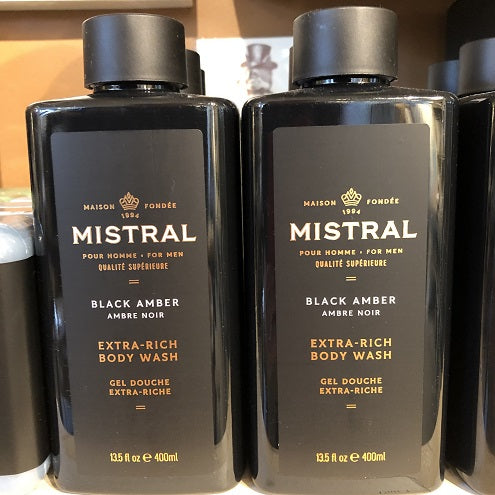 MAISON FONDÉE
1994
MISTRAL
POUR HOMME • FOR MEN
QUALITÉ SUPÉRIEURE
BLACK AMBER
AMBRE NOIR
EXTRA-RICH
BODY WASH
GEL DOUCHE
EXTRA-RICHE
13.5 fl oz e 400ml
MAISON FONDÉE
1994
MISTRAL
POUR HOMME • FOR MEN
QUALITÉ SUPÉRIEURE
BLACK AMBER
AMBRE NOIR
EXTRA-RICH
BODY WASH
GEL DOUCHE
EXTRA-RICHE
13.5 fl oz e 400ml